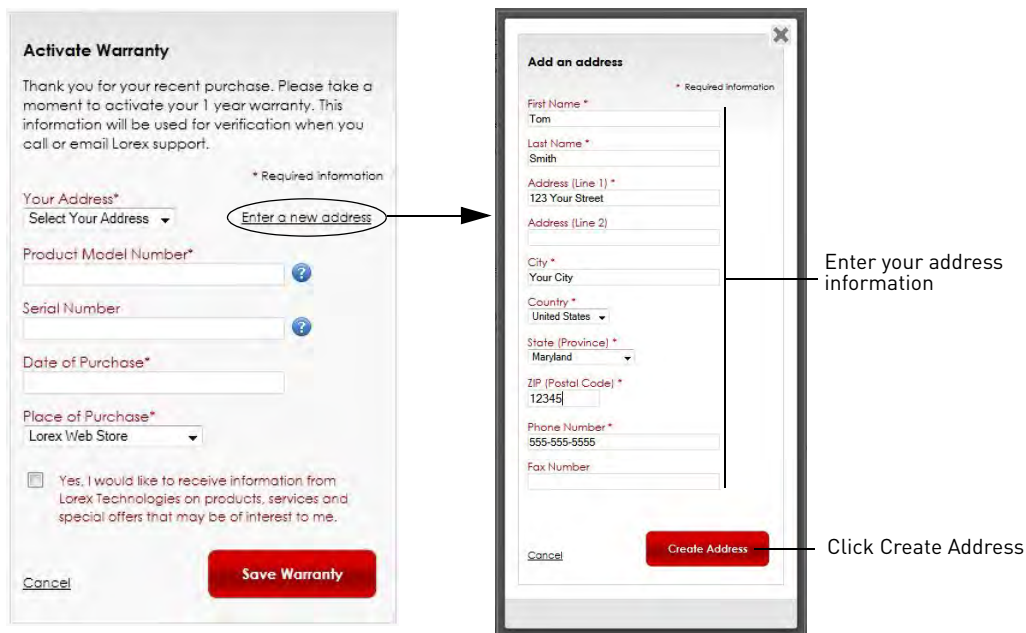 Activate Warranty
Thank you for your recent purchase. Please take a
moment to activate your 1 year warranty. This
information will be used for verification when you
call or email Lorex support.
* Required information
Your Address*
Select Your Address
Enter a new address
Product Model Number*
Serial Number
Date of Purchase*
Place of Purchase*
Lorex Web Store
Yes, I would like to receive information from
Lorex Technologies on products, services and
special offers that may be of interest to me.
Cancel
Save Warranty
Add an address
* Required information
First Name *
Tom
Last Name *
Smith
Address (Line 1) *
123 Your Street
Address (Line 2)
City *
Your City
Country *
United States
State (Province) *
Maryland
ZIP (Postal Code) *
12345
Phone Number *
555-555-5555
Fax Number
Cancel
Create Address
Enter your address
information
Click Create Address